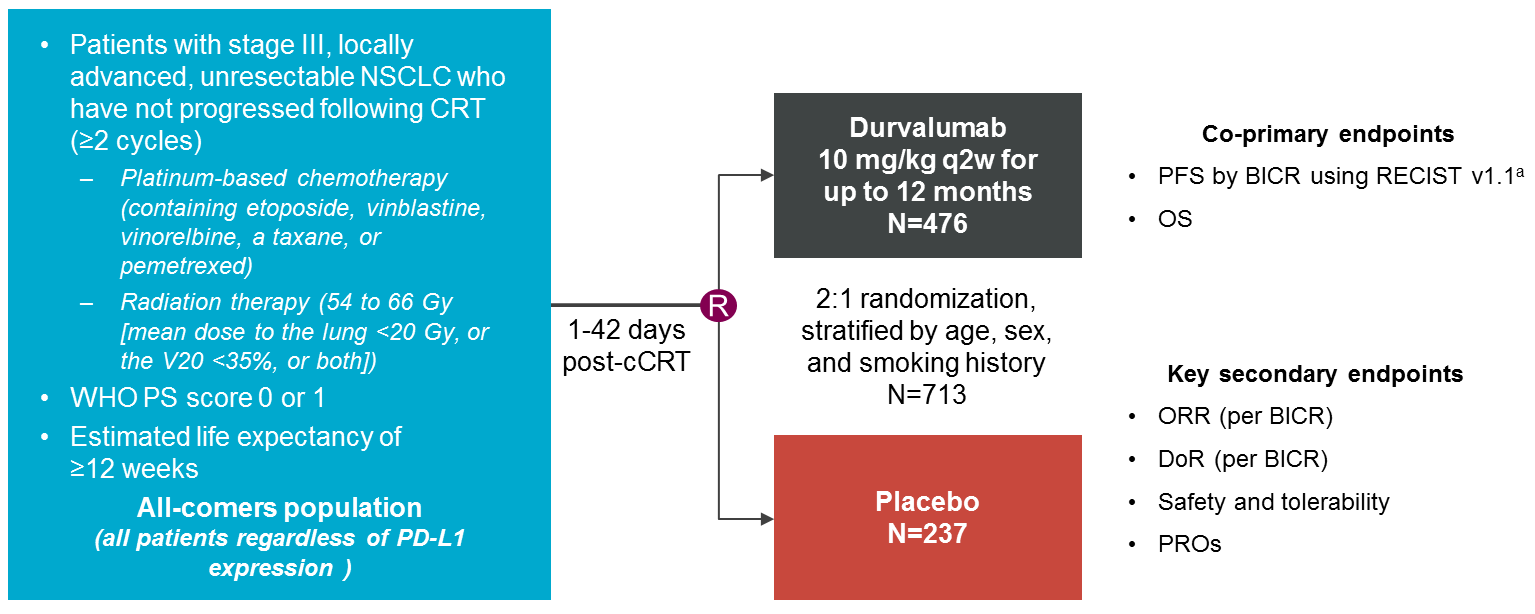 • Patients with stage III, locally
advanced, unresectable NSCLC who
have not progressed following CRT
(≥2 cycles)
– Platinum-based chemotherapy
(containing etoposide, vinblastine,
vinorelbine, a taxane, or
pemetrexed)
– Radiation therapy (54 to 66 Gy
[mean dose to the lung <20 Gy, or
the V20 <35%, or both])
• WHO PS score 0 or 1
• Estimated life expectancy of
≥12 weeks
All-comers population
(all patients regardless of PD-L1
expression )
1-42 days
post-cCRT
R
Durvalumab
10 mg/kg q2w for
up to 12 months
N=476
2:1 randomization,
stratified by age, sex,
and smoking history
N=713
Placebo
N=237
Co-primary endpoints
• PFS by BICR using RECIST v1.1ᵃ
• OS
Key secondary endpoints
• ORR (per BICR)
• DoR (per BICR)
• Safety and tolerability
• PROs